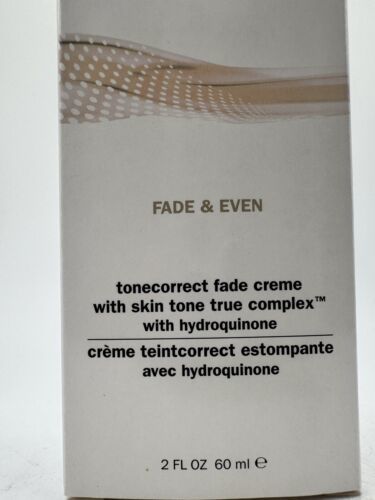 FADE & EVEN
tonecorrect fade creme
with skin tone true complex™
with hydroquinone
crème teintcorrect estompante
avec hydroquinone
2 FL OZ 60 ml ℮